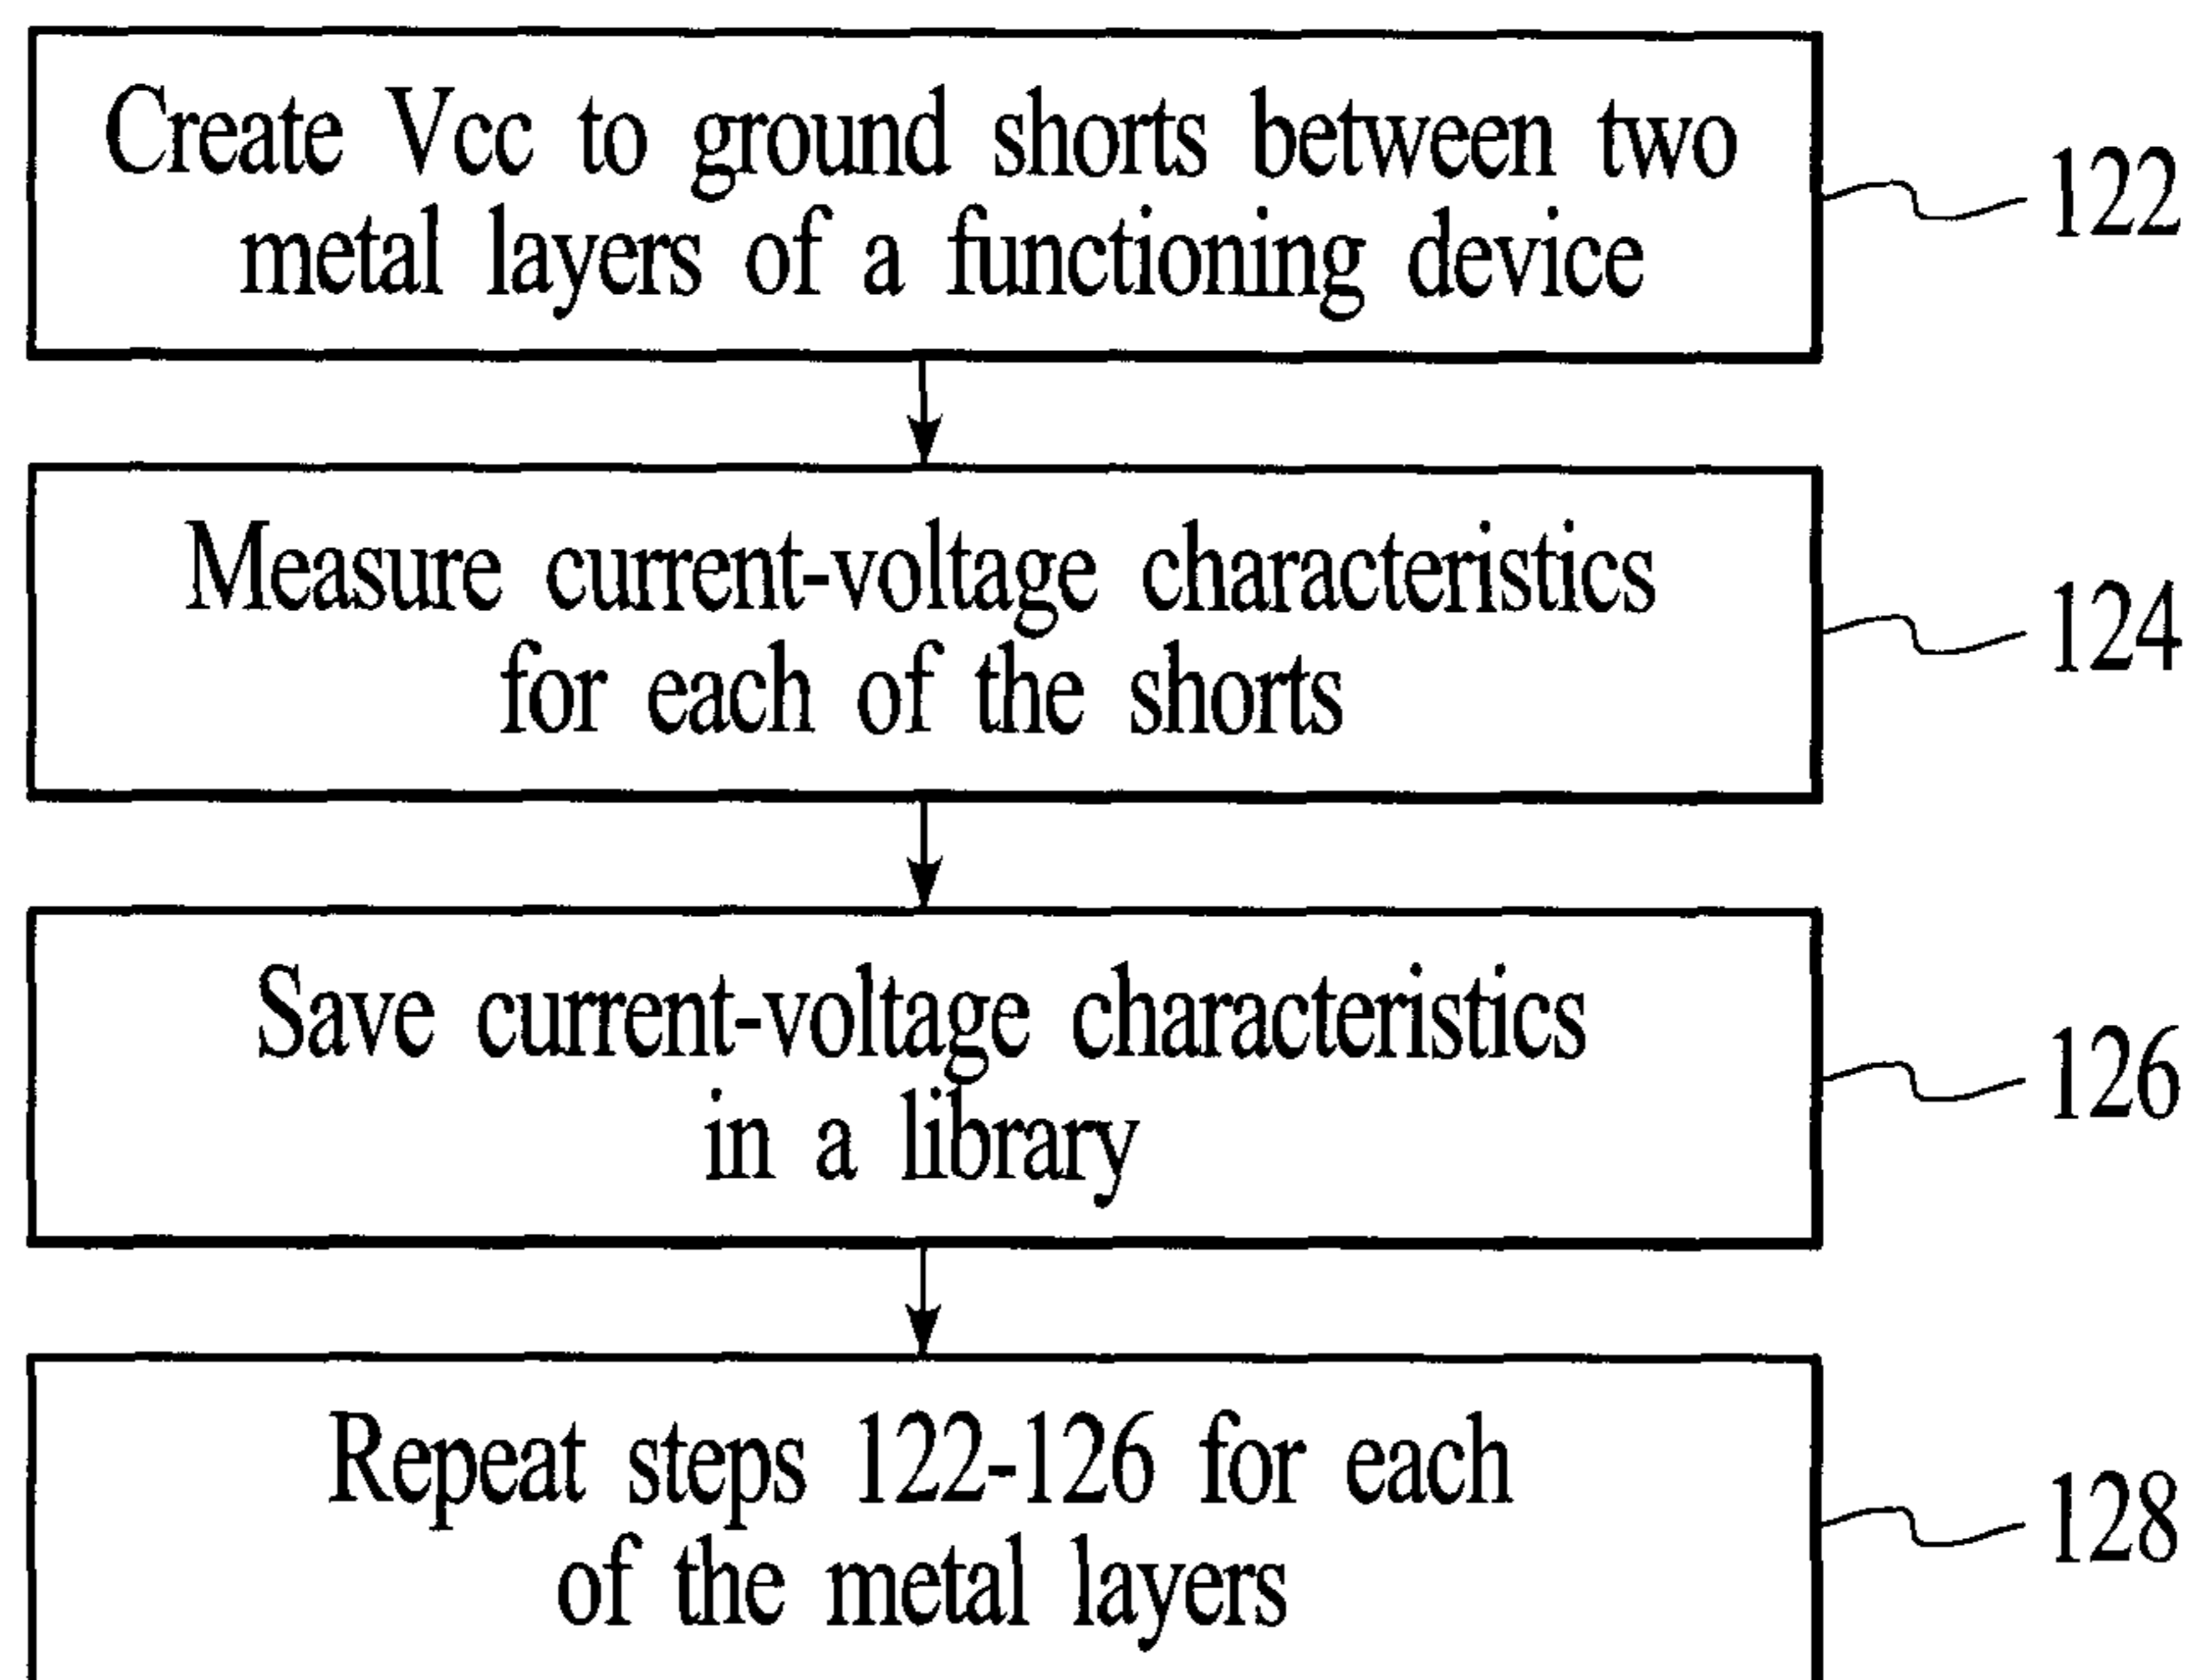 Create Vcc to ground shorts between two
metal layers of a functioning device
122
Measure current-voltage characteristics
for each of the shorts
124
Save current-voltage characteristics
in a library
126
Repeat steps 122-126 for each
of the metal layers
128